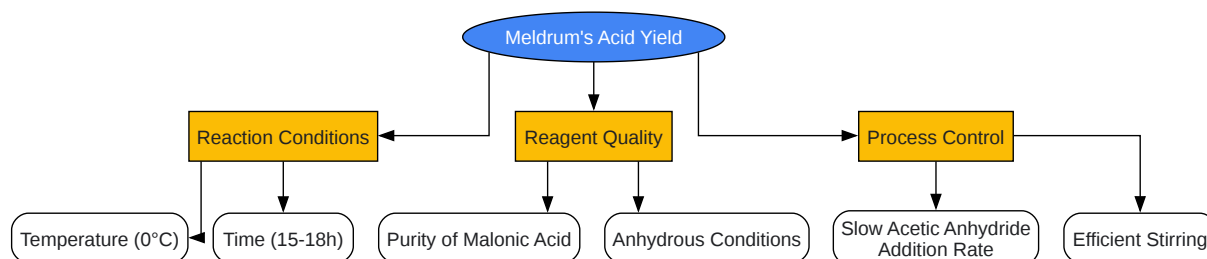 Meldrum's Acid Yield
Reaction Conditions
Reagent Quality
Process Control
Temperature (0°C)
Time (15-18h)
Purity of Malonic Acid
Anhydrous Conditions
Slow Acetic Anhydride
Addition Rate
Efficient Stirring